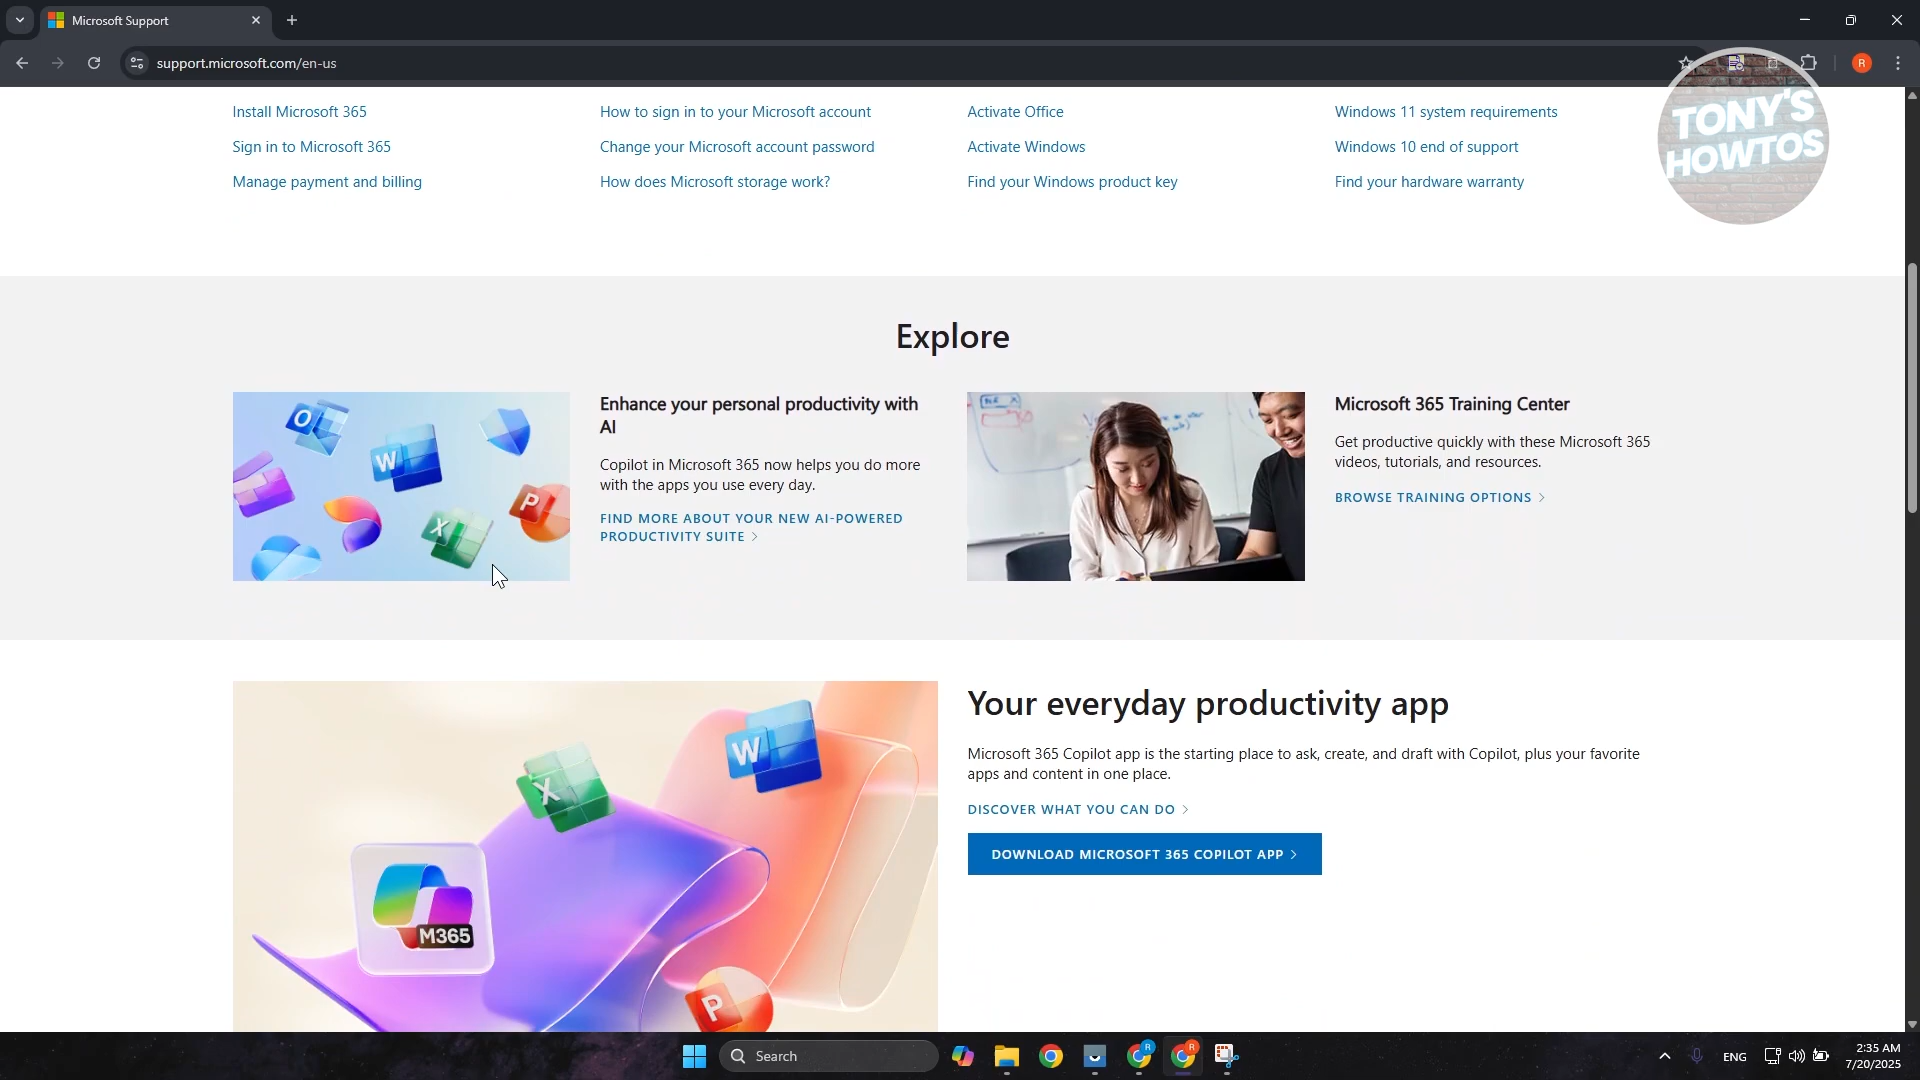 Microsoft Support
support.microsoft.com/en-us
R
TONY'S
HOWTOS
Install Microsoft 365
How to sign in to your Microsoft account
Activate Office
Windows 11 system requirements
Sign in to Microsoft 365
Change your Microsoft account password
Activate Windows
Windows 10 end of support
Manage payment and billing
How does Microsoft storage work?
Find your Windows product key
Find your hardware warranty
Explore
O
W
X
P
Enhance your personal productivity with
AI
Copilot in Microsoft 365 now helps you do more
with the apps you use every day.
FIND MORE ABOUT YOUR NEW AI-POWERED
PRODUCTIVITY SUITE
Microsoft 365 Training Center
Get productive quickly with these Microsoft 365
videos, tutorials, and resources.
BROWSE TRAINING OPTIONS
W
X
M365
P
Your everyday productivity app
Microsoft 365 Copilot app is the starting place to ask, create, and draft with Copilot, plus your favorite
apps and content in one place.
DISCOVER WHAT YOU CAN DO
DOWNLOAD MICROSOFT 365 COPILOT APP
Search
R
R
ENG
2:35 AM
7/20/2025